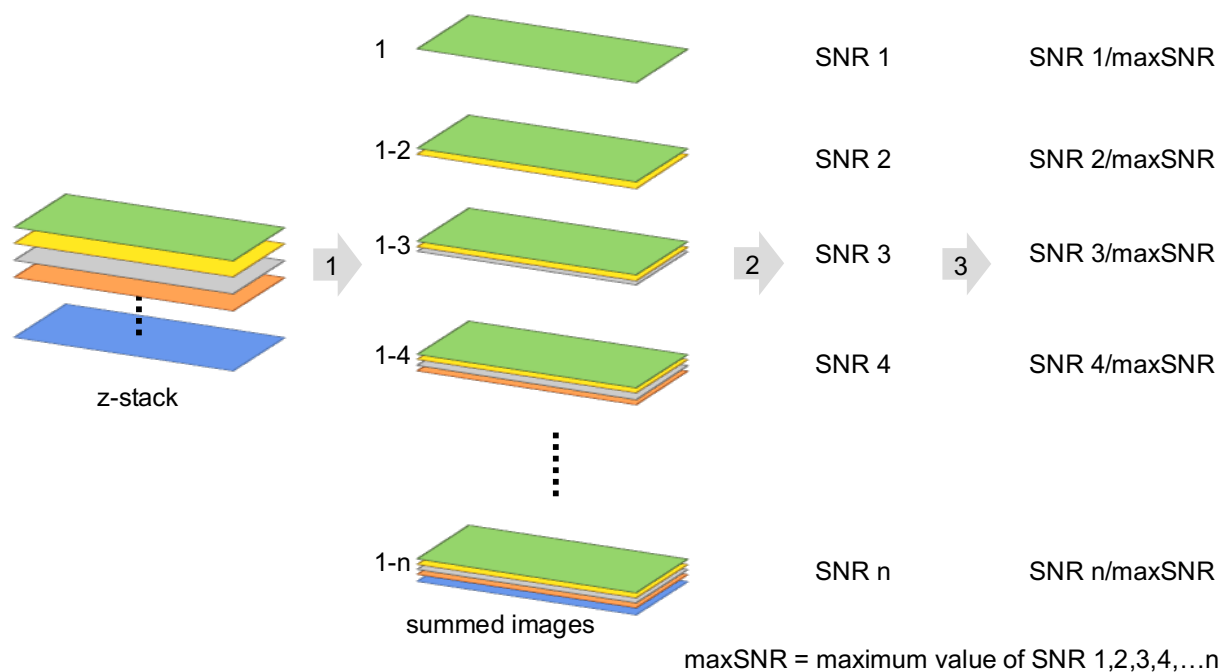 1 SNR 1 SNR 1/maxSNR
1-2 SNR 2 SNR 2/maxSNR
1 1-3 2 SNR 3 3 SNR 3/maxSNR
1-4 SNR 4 SNR 4/maxSNR
z-stack
1-n SNR n SNR n/maxSNR
summed images
maxSNR = maximum value of SNR 1,2,3,4,…n